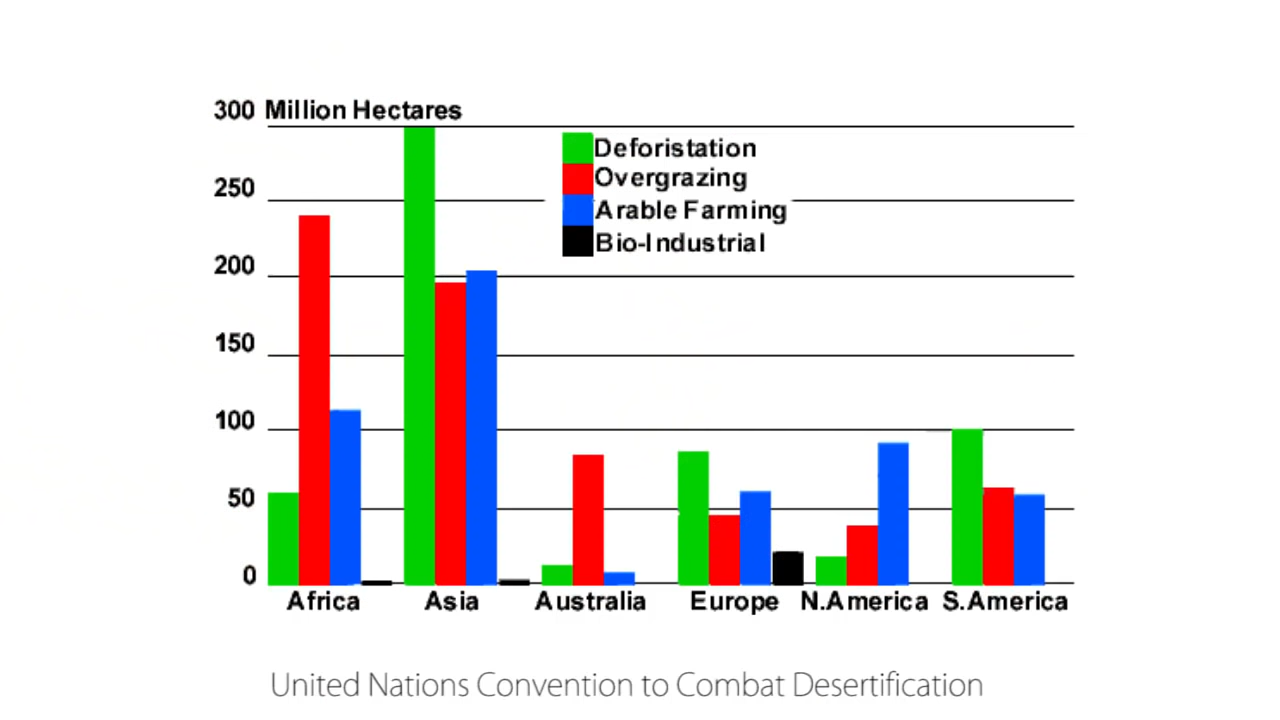 300 Million Hectares
Deforistation
Overgrazing
250
Arable Farming
Bio-Industrial
200
150
100
50
0
Africa Asia Australia Europe N.America S.America
United Nations Convention to Combat Desertification